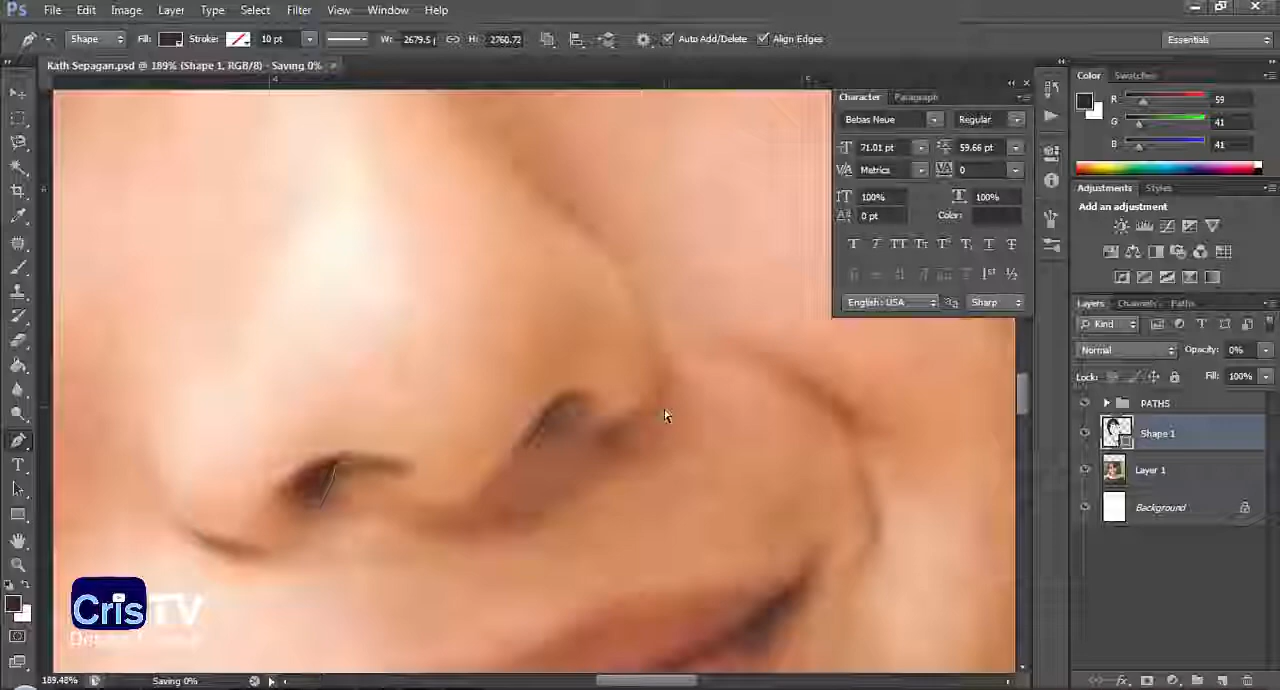 Ps File Edit Image Layer Type Select Filter View Window Help
Shape Fill: Stroke: 10 pt W: 2679.5 H: 2760.72 Auto Add/Delete Align Edges Essentials
Kath Sepagan.psd @ 189% (Shape 1, RGB/8) - Saving 0% ×
Color Swatches
R 59
G 41
B 41
Character Paragraph
Bebas Neue Regular
71.01 pt 59.66 pt
Metrics 0
100% 100%
0 pt Color:
English: USA Sharp
Adjustments Styles
Add an adjustment
Layers Channels Paths
Kind
Normal Opacity: 0%
Lock: Fill: 100%
PATHS
Shape 1
Layer 1
Background
CrisTV
189.48% Saving 0%